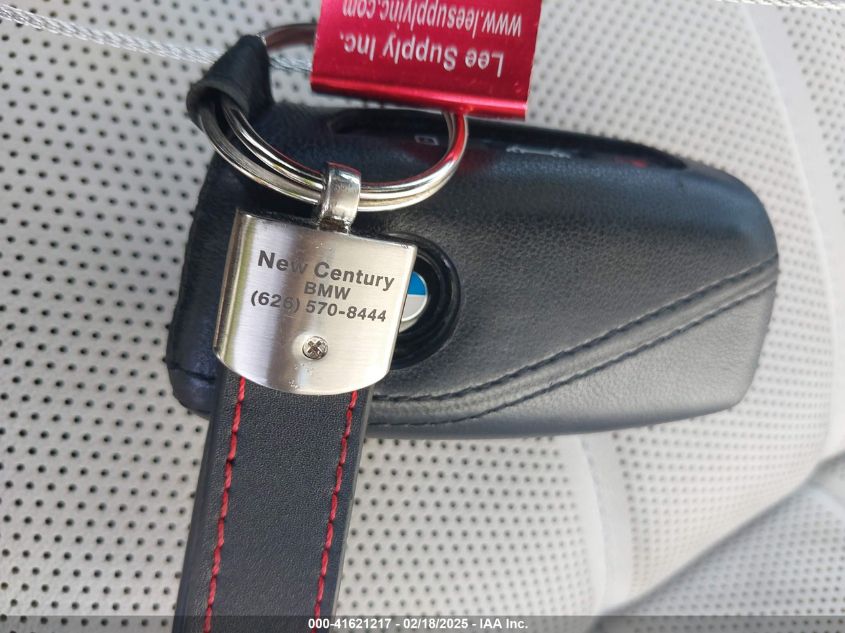 Lee Supply Inc.
www.leesupplyinc.com
New Century
BMW
(626) 570-8444
000-41621217 - 02/18/2025 - IAA Inc.